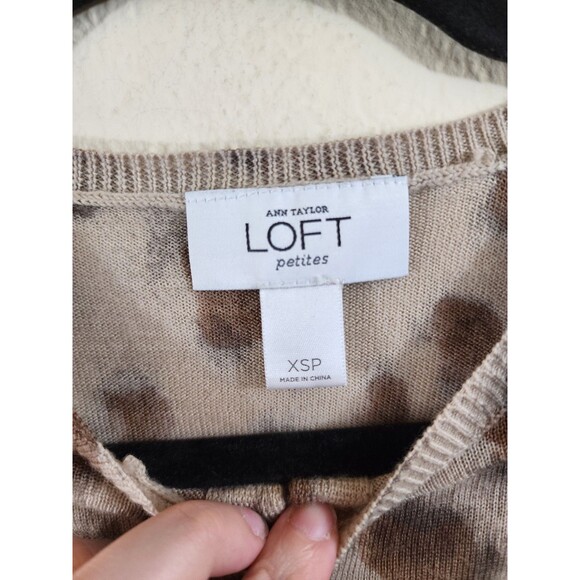 ANN TAYLOR
LOFT
petites
XSP
MADE IN CHINA